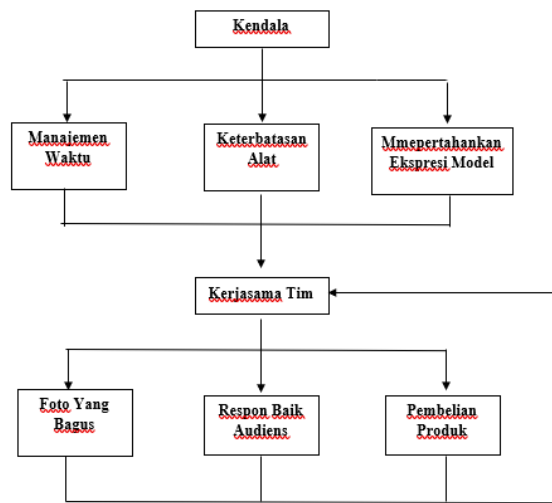 Kendala
Manajemen
Waktu
Keterbatasan
Alat
Mmepertahankan
Ekspresi Model
Kerjasama Tim
Foto Yang
Bagus
Respon Baik
Audiens
Pembelian
Produk